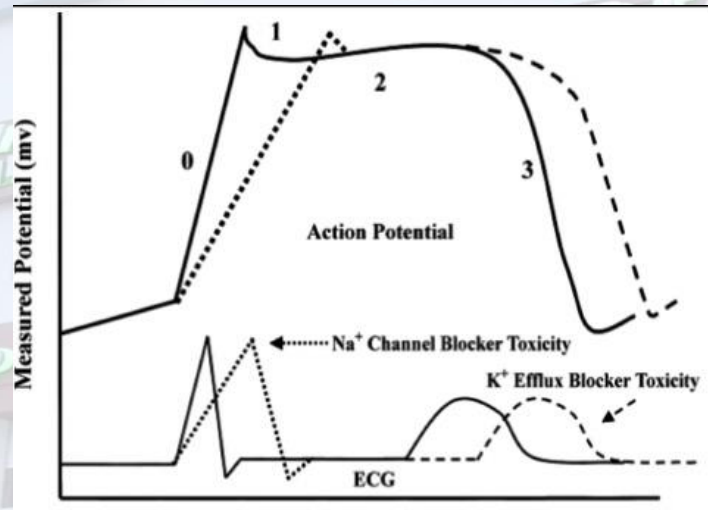 Measured Potential (mv)
1
2
0
3
Action Potential
Na⁺ Channel Blocker Toxicity
K⁺ Efflux Blocker Toxicity
ECG